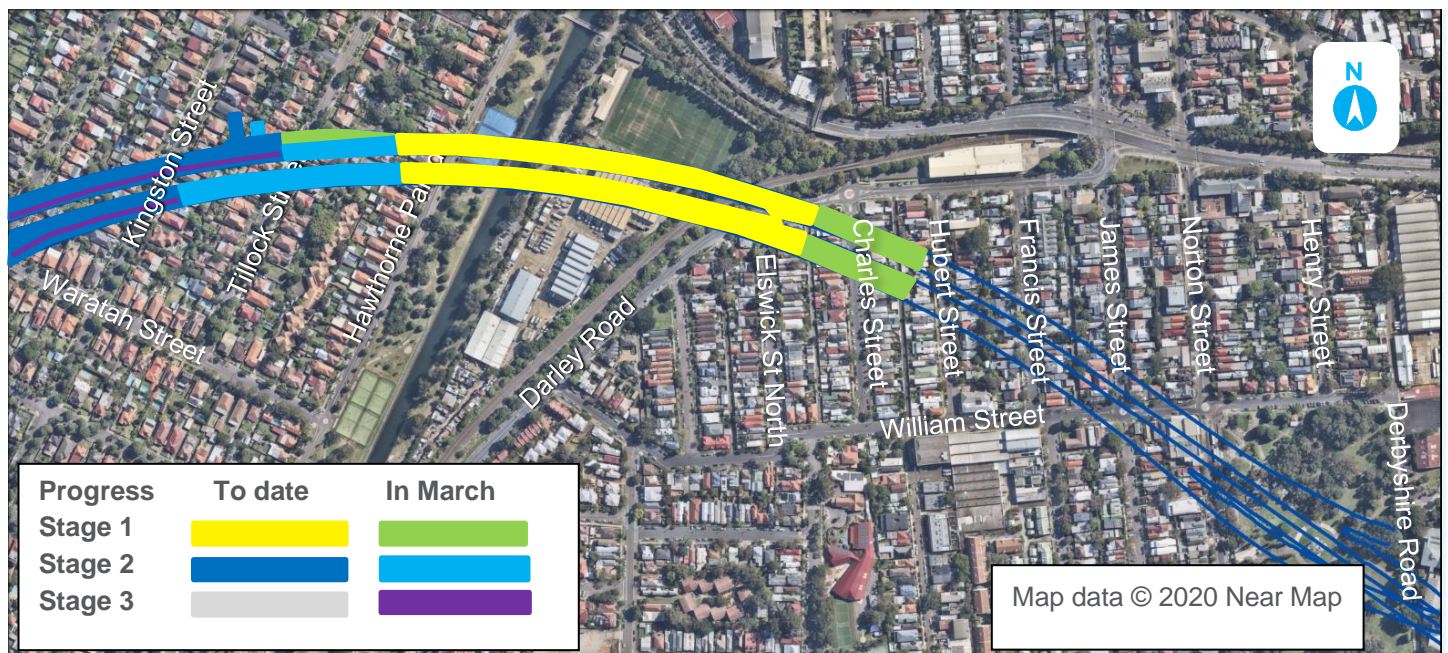 N
Kingston Street
Tillock Stree
Hawthorne Par
Waratah Street
Darley Road
Elswick St North
Charles Street
Hubert Street
Francis Street
James Street
Norton Street
Henry Street
William Street
Derbyshire Road
Progress To date In March
Stage 1
Stage 2
Stage 3
Map data © 2020 Near Map